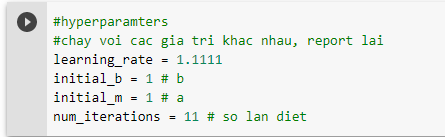 #hyperparamters
#chay voi cac gia tri khac nhau, report lai
learning_rate = 1.1111
initial_b = 1 # b
initial_m = 1 # a
num_iterations = 11 # so lan diet